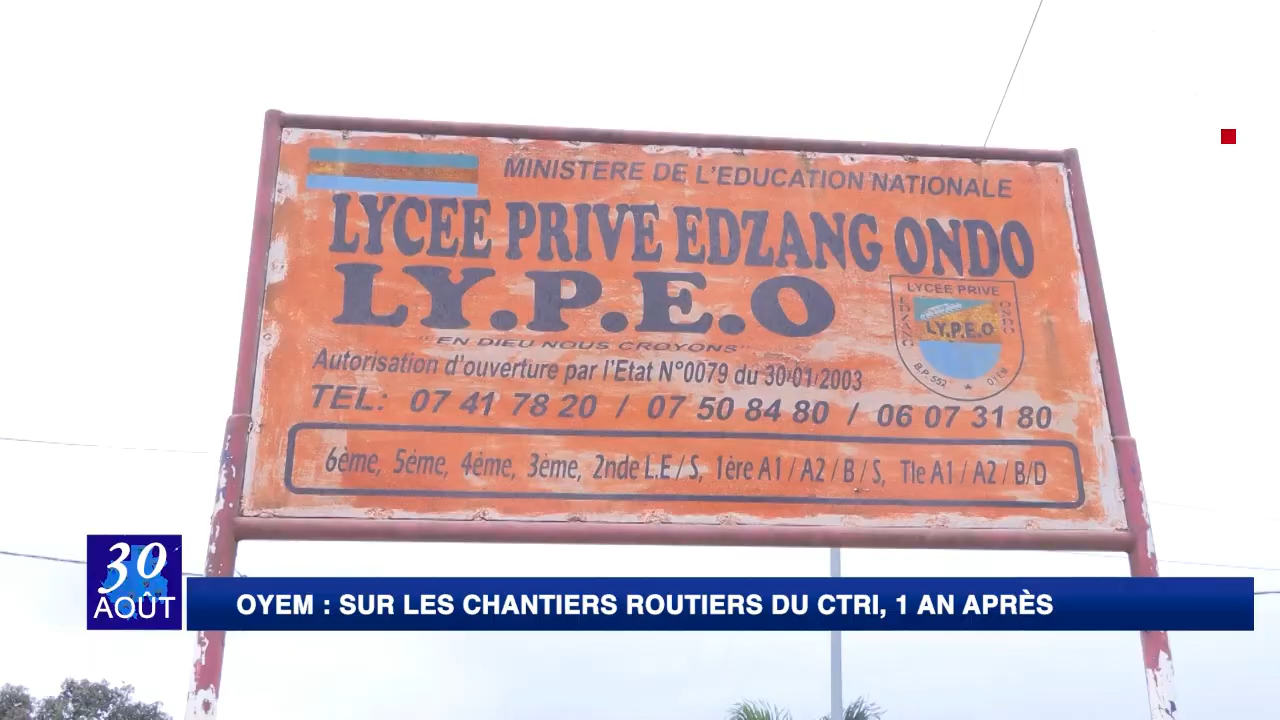 MINISTERE DE L'EDUCATION NATIONALE
LYCEE PRIVE EDZANG ONDO
LY.P.E.O
"EN DIEU NOUS CROYONS"
Autorisation d'ouverture par l'Etat N°0079 du 30/01/2003
TEL: 07 41 78 20 / 07 50 84 80 / 06 07 31 80
6ème, 5ème, 4ème, 3ème, 2nde L.E / S, 1ère A1 / A2 / B / S, Tle A1 / A2 / B/D
LYCEE PRIVE
LY.P.E.O
B.P. 552 ★ OYEM
30
AOÛT
OYEM : SUR LES CHANTIERS ROUTIERS DU CTRI, 1 AN APRÈS